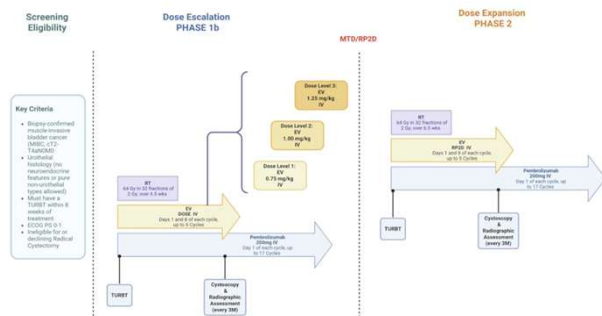 Screening
Eligibility
Key Criteria
• Biopsy-confirmed
muscle-invasive
bladder cancer
(MIBC, cT2-
T4aN0M0)
• Urothelial
histology (no
neuroendocrine
features or pure
non-urothelial
types allowed)
• Must have a
TURBT within 8
weeks of
treatment
• ECOG PS 0-1
• Ineligible for or
declining Radical
Cystectomy
Dose Escalation
PHASE 1b
Dose Level 3:
EV
1.25 mg/kg
IV
Dose Level 2:
EV
1.00 mg/kg
IV
Dose Level 1:
EV
0.75 mg/kg
IV
RT
64 Gy in 32 fractions of
2 Gy, over 6.5 wks
EV
DOSE IV
Days 1 and 8 of each cycle,
up to 9 Cycles
Pembrolizumab
200mg IV
Day 1 of each cycle, up
to 17 Cycles
TURBT
Cystoscopy
&
Radiographic
Assessment
(every 3M)
MTD/RP2D
Dose Expansion
PHASE 2
RT
64 Gy in 32 fractions of
2 Gy, over 6.5 wks
EV
RP2D IV
Days 1 and 8 of each cycle,
up to 9 Cycles
Pembrolizumab
200mg IV
Day 1 of each cycle, up
to 17 Cycles
TURBT
Cystoscopy
&
Radiographic
Assessment
(every 3M)